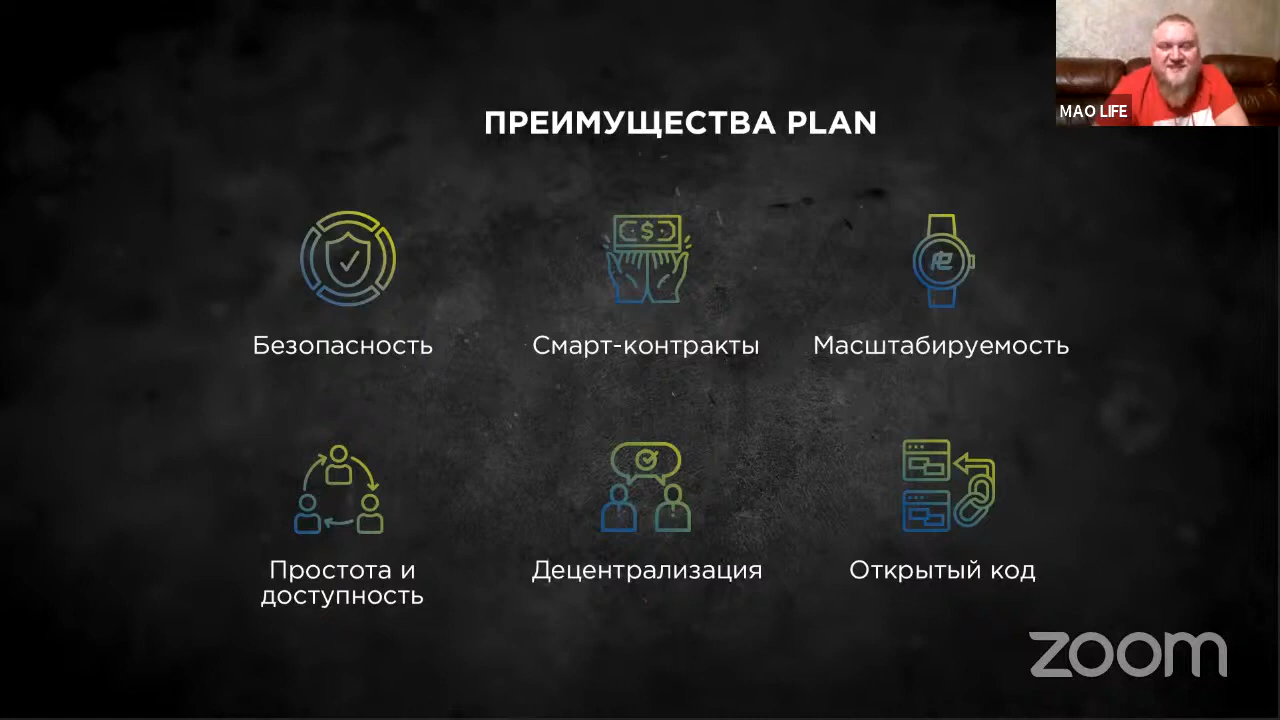 MAO LIFE
ПРЕИМУЩЕСТВА PLAN
Безопасность
Смарт-контракты
Масштабируемость
Простота и
доступность
Децентрализация
Открытый код
zoom